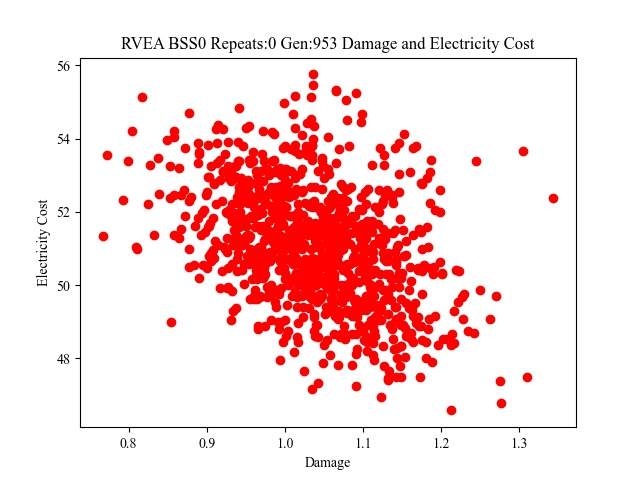 RVEA BSS0 Repeats:0 Gen:953 Damage and Electricity Cost
56
54
52
50
48
Electricity Cost
0.8 0.9 1.0 1.1 1.2 1.3
Damage